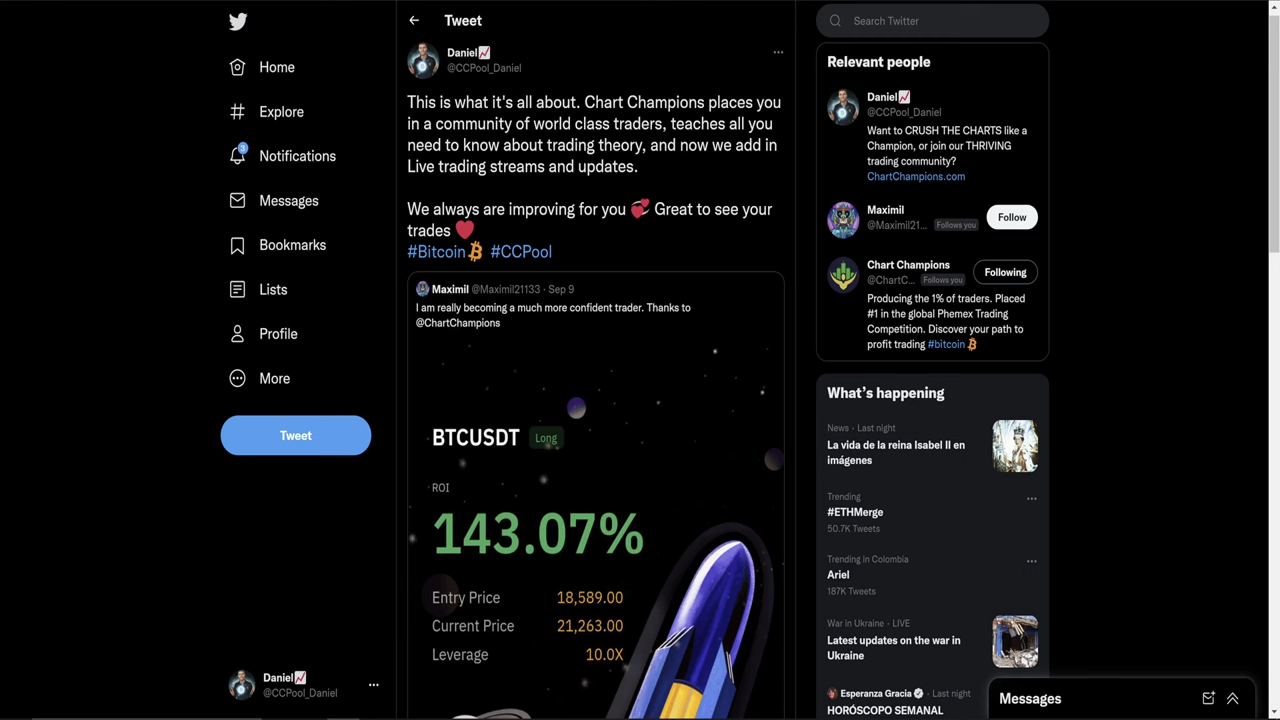 Home
Explore
3
Notifications
Messages
Bookmarks
Lists
Profile
More
Tweet
Daniel
@CCPool_Daniel
Tweet
Daniel
@CCPool_Daniel
This is what it's all about. Chart Champions places you
in a community of world class traders, teaches all you
need to know about trading theory, and now we add in
Live trading streams and updates.
We always are improving for you 💞 Great to see your
trades ❤️
#Bitcoin #CCPool
Maximil @Maximil21133 · Sep 9
I am really becoming a much more confident trader. Thanks to
@ChartChampions
BTCUSDT Long
ROI
143.07%
Entry Price 18,589.00
Current Price 21,263.00
Leverage 10.0X
Search Twitter
Relevant people
Daniel
@CCPool_Daniel
Want to CRUSH THE CHARTS like a
Champion, or join our THRIVING
trading community?
ChartChampions.com
Maximil
@Maximil21... Follows you
Follow
Chart Champions
@ChartC... Follows you
Following
Producing the 1% of traders. Placed
#1 in the global Phemex Trading
Competition. Discover your path to
profit trading #bitcoin
What's happening
News · Last night
La vida de la reina Isabel II en
imágenes
Trending
#ETHMerge
50.7K Tweets
Trending in Colombia
Ariel
187K Tweets
War in Ukraine · LIVE
Latest updates on the war in
Ukraine
Esperanza Gracia · Last night
HORÓSCOPO SEMANAL
Messages